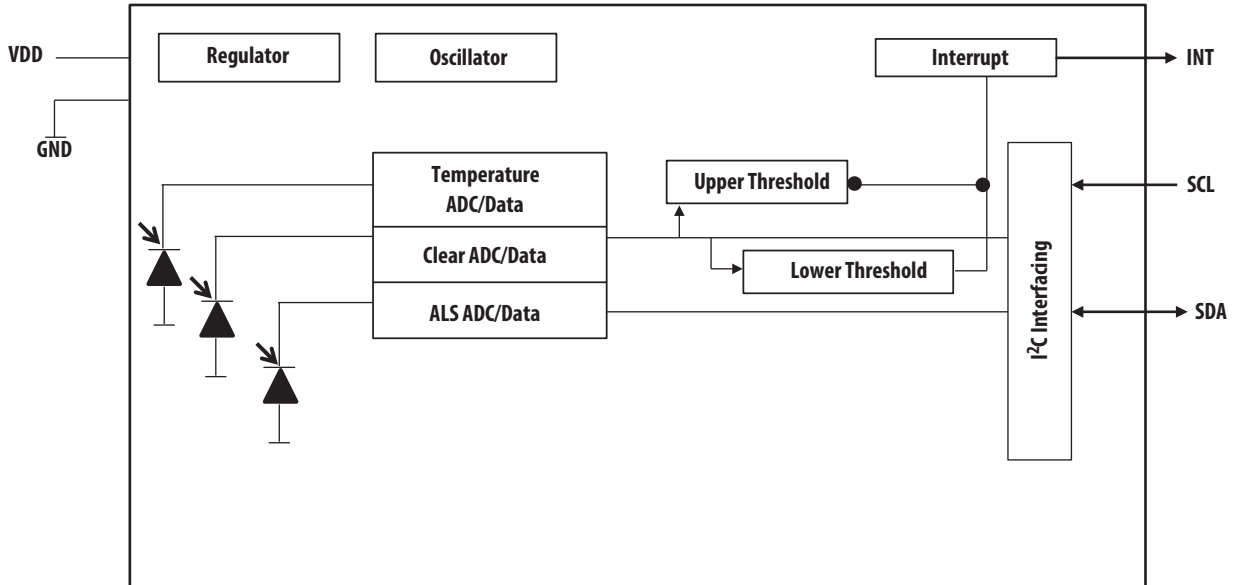 VDD
Regulator
Oscillator
Interrupt
INT
GND
Temperature
ADC/Data
Upper Threshold
SCL
Clear ADC/Data
Lower Threshold
ALS ADC/Data
SDA
I²C Interfacing